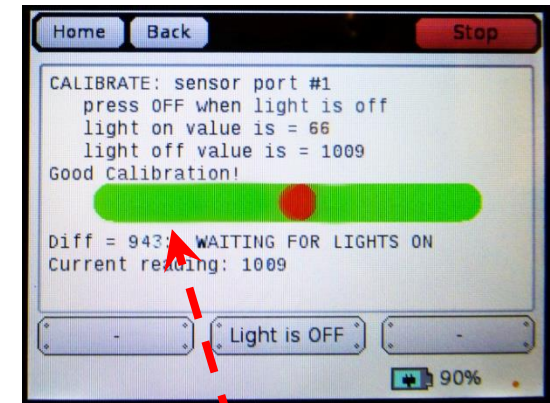 Home Back Stop
CALIBRATE: sensor port #1
press OFF when light is off
light on value is = 66
light off value is = 1009
Good Calibration!
Diff = 943: WAITING FOR LIGHTS ON
Current reading: 1009
- Light is OFF -
90%